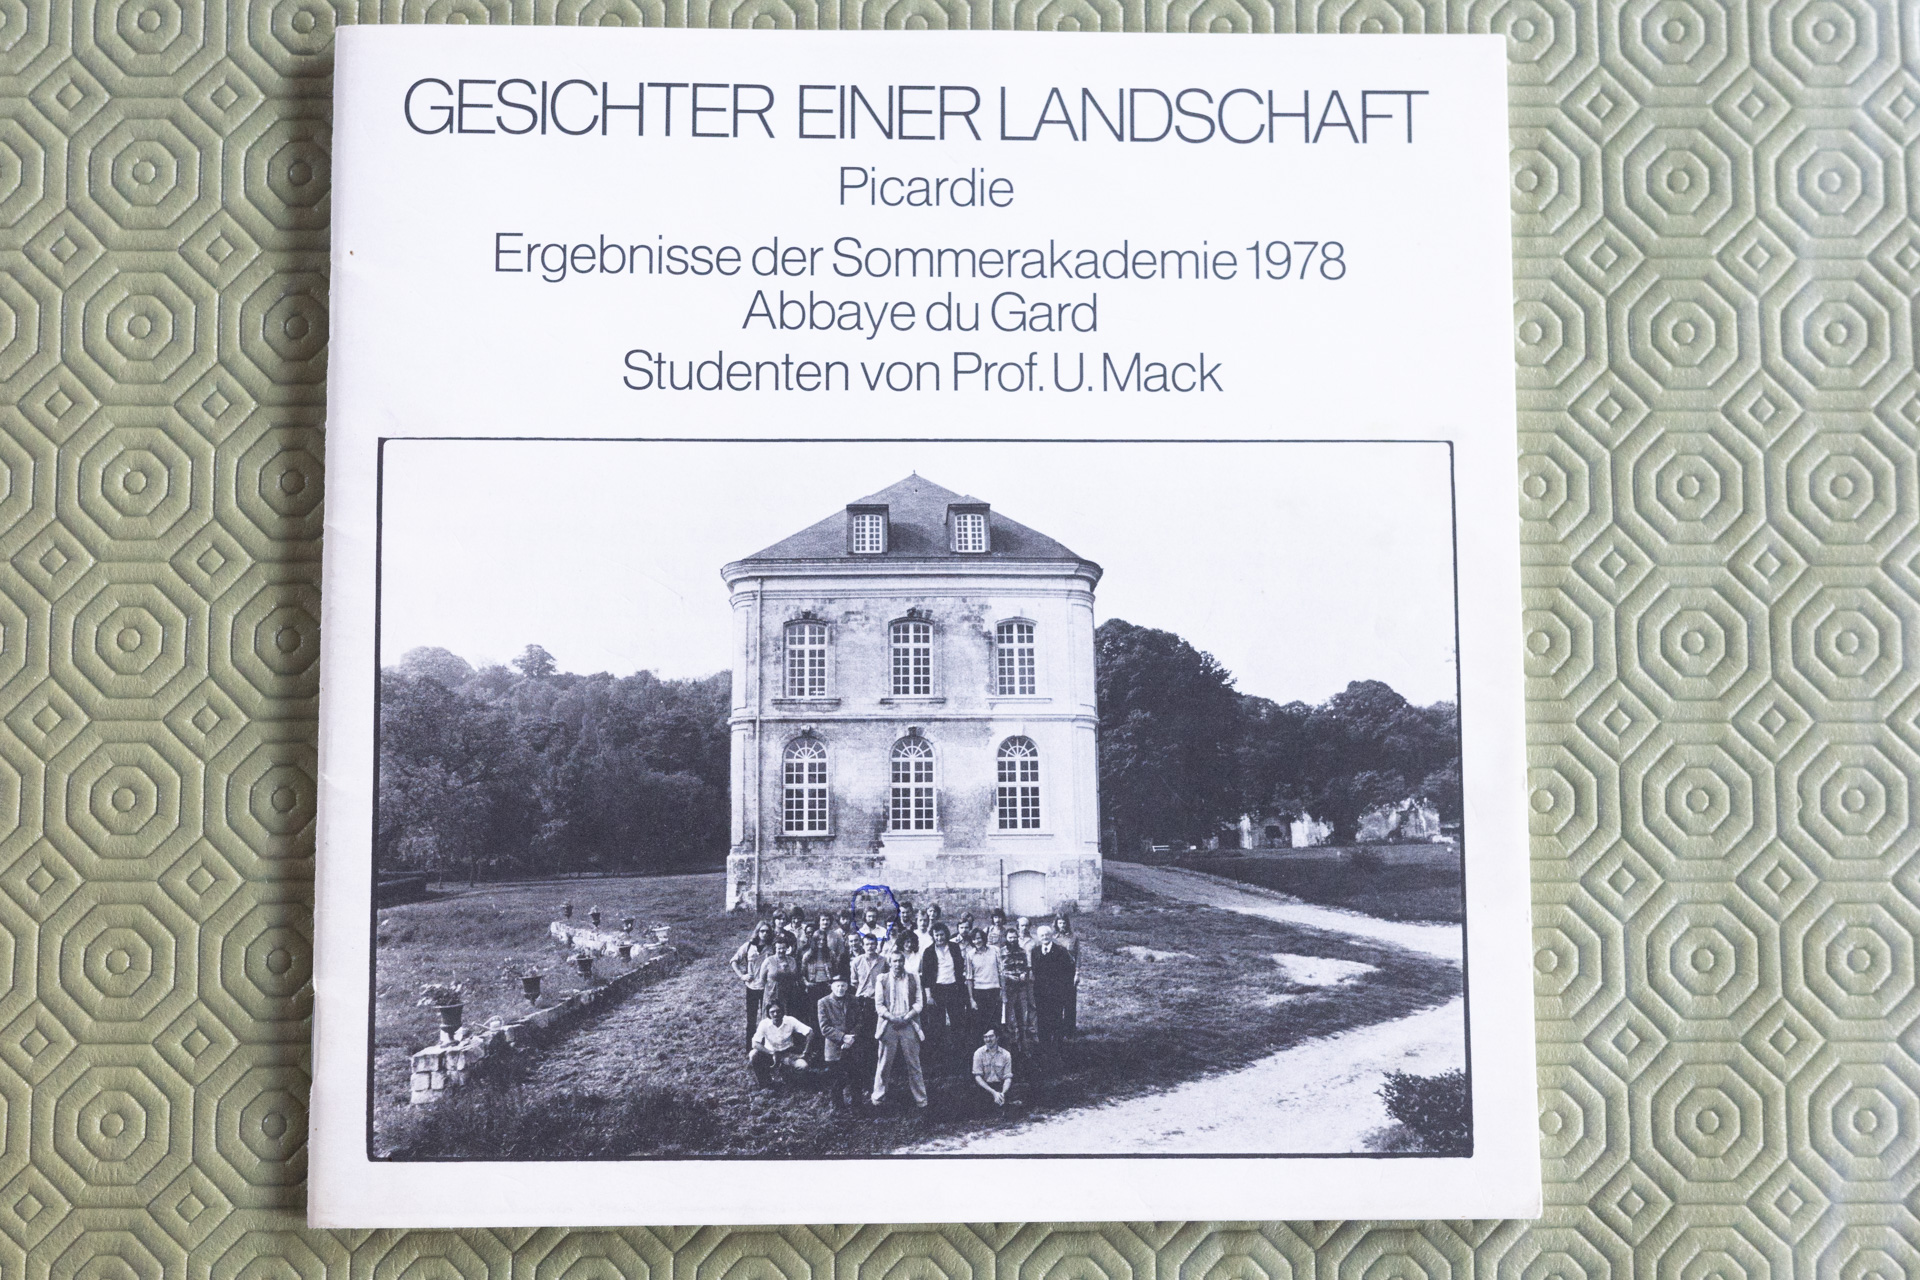 GESICHTER EINER LANDSCHAFT
Picardie
Ergebnisse der Sommerakademie 1978
Abbaye du Gard
Studenten von Prof. U. Mack